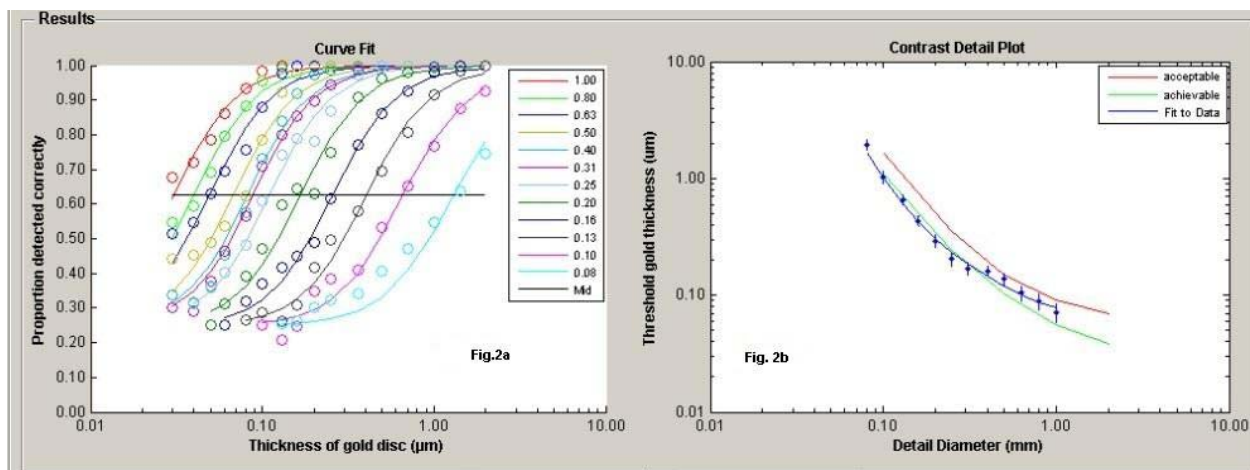 Results
Curve Fit
Proportion detected correctly
1.00
0.90
0.80
0.70
0.60
0.50
0.40
0.30
0.20
0.10
0.00
0.01
0.10
1.00
10.00
Thickness of gold disc (µm)
1.00
0.80
0.63
0.50
0.40
0.31
0.25
0.20
0.16
0.13
0.10
0.08
Mid
Fig.2a
Contrast Detail Plot
Threshold gold thickness (um)
10.00
1.00
0.10
0.01
0.01
0.10
1.00
10.00
Detail Diameter (mm)
acceptable
achievable
Fit to Data
Fig. 2b